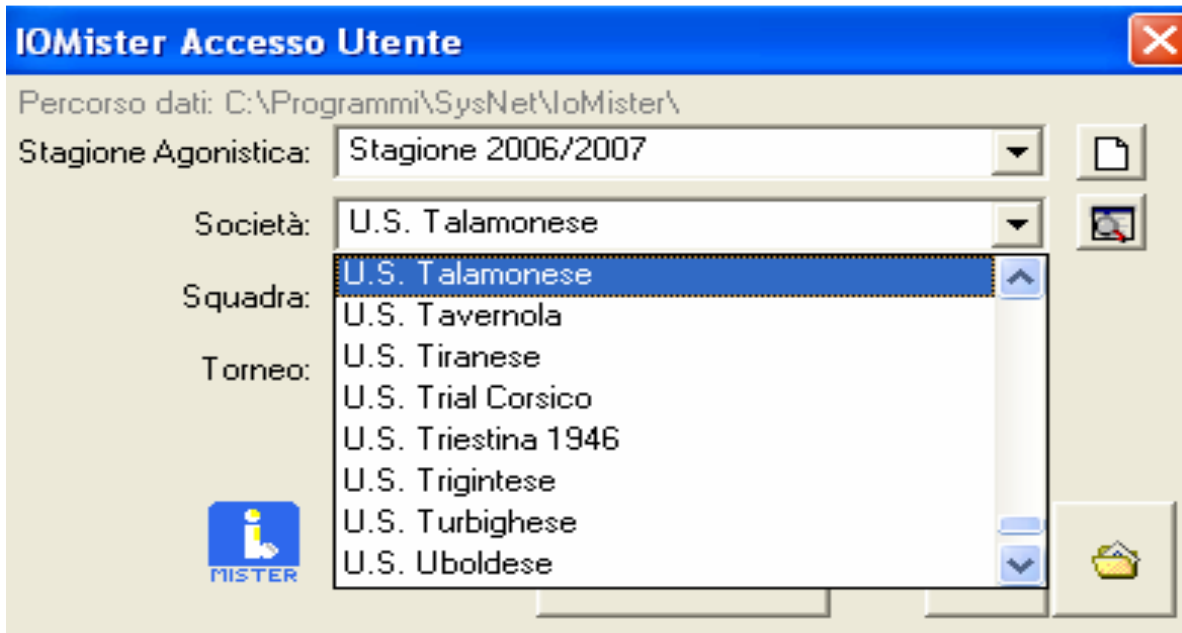 IOMister Accesso Utente
Percorso dati: C:\Programmi\SysNet\IoMister\
Stagione Agonistica: Stagione 2006/2007
Società: U.S. Talamonese
U.S. Talamonese
Squadra:
U.S. Tavernola
U.S. Tiranese
Torneo:
U.S. Trial Corsico
U.S. Triestina 1946
U.S. Trigintese
U.S. Turbighese
U.S. Uboldese
MISTER